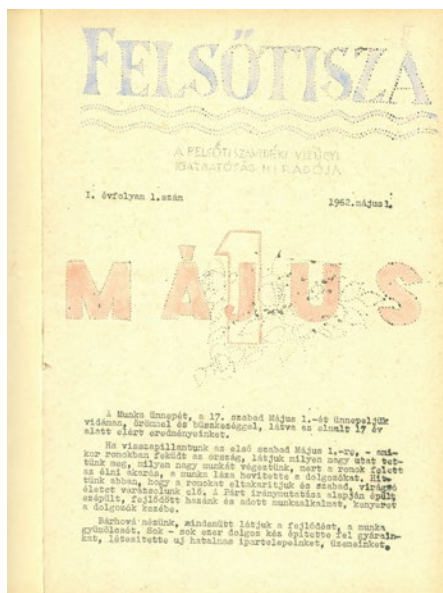 FELSŐTISZA
A FELSŐTISZAVIDÉKI VIZÜGYI
IGAZGATÓSÁG HIRADÓJA
I. évfolyam 1.szám
1962.május1.
MÁJUS
1
A Munka ünnepét, a 17. szabad Május 1.-ét ünnepeljük
vidáman, örömmel és büszkeséggel, látva az elmult 17 év
alatt elért eredményeinket.
Ha visszapillantunk az első szabad Május 1.-re, - ami-
kor romokban feküdt az ország, látjuk milyen nagy utat tet-
tünk meg, milyen nagy munkát végeztünk, mert a romok felett
az élni akarás, a munka láza hevitette a dolgozókat. Hit-
tünk abban, hogy a romokat eltakaritjuk és szabad, virágzó
életet varázsolunk elő. A Párt iránymutatása alapján épült
szépült, fejlődött hazánk és adott munkaalkalmat, kenyeret
a dolgozók kezébe.
Bárhová nézünk, mindenütt látjuk a fejlődést, a munka
gyümölcsét. Sok - sok ezer dolgos kéz épitette fel gyárain-
kat, létesitette uj hatalmas ipartelepeinket, üzemeinket,